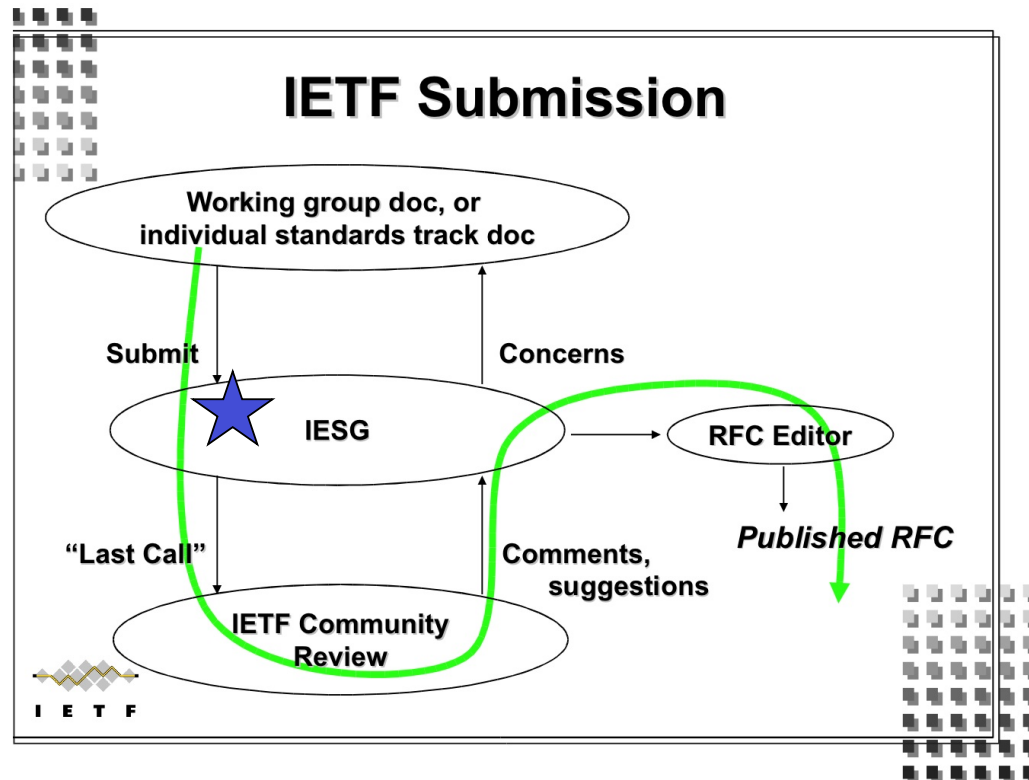 IETF Submission
Working group doc, or
individual standards track doc
Submit
Concerns
IESG
RFC Editor
Published RFC
“Last Call”
Comments,
suggestions
IETF Community
Review
I E T F